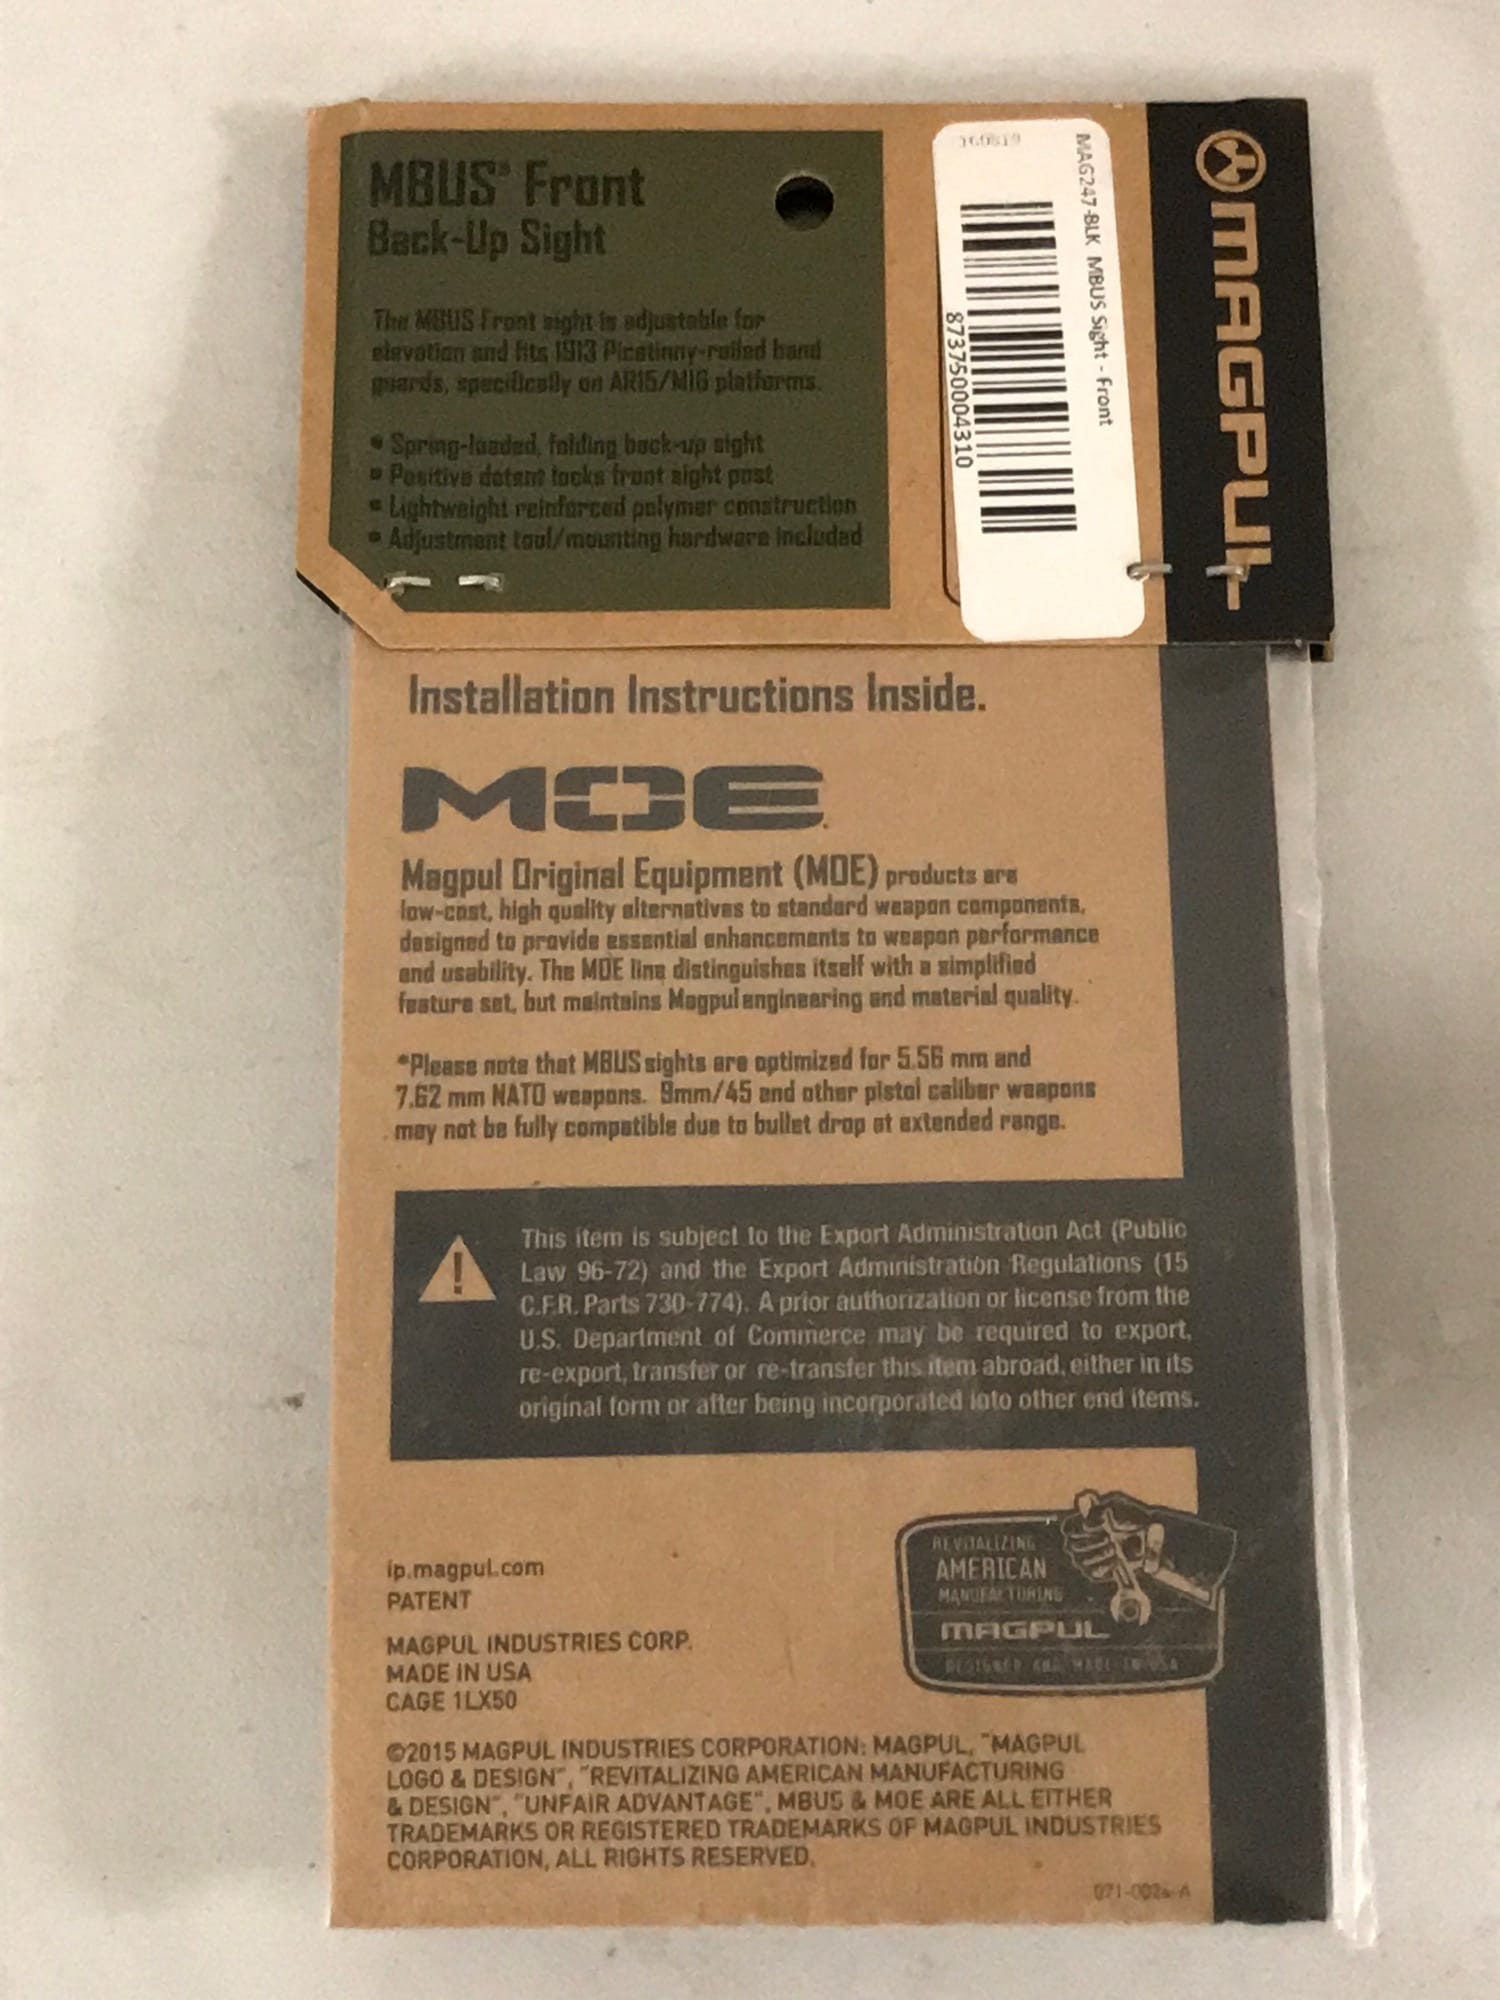 MBUS® Front
Back-Up Sight
The MBUS Front sight is adjustable for
elevation and fits 1913 Picatinny-railed hand
guards, specifically on AR15/M16 platforms.
• Spring-loaded, folding back-up sight
• Positive detent locks front sight post
• Lightweight reinforced polymer construction
• Adjustment tool/mounting hardware included
160819
MAG247-BLK MBUS Sight - Front
873750004310
MAGPUL
Installation Instructions Inside.
MOE
Magpul Original Equipment (MOE) products are
low-cost, high quality alternatives to standard weapon components,
designed to provide essential enhancements to weapon performance
and usability. The MOE line distinguishes itself with a simplified
feature set, but maintains Magpul engineering and material quality.
*Please note that MBUS sights are optimized for 5.56 mm and
7.62 mm NATO weapons. 9mm/45 and other pistol caliber weapons
may not be fully compatible due to bullet drop at extended range.
This item is subject to the Export Administration Act (Public
Law 96-72) and the Export Administration Regulations (15
C.F.R. Parts 730-774). A prior authorization or license from the
U.S. Department of Commerce may be required to export,
re-export, transfer or re-transfer this item abroad, either in its
original form or after being incorporated into other end items.
REVITALIZING
AMERICAN
MANUFACTURING
MAGPUL
DESIGNED AND MADE IN USA
ip.magpul.com
PATENT
MAGPUL INDUSTRIES CORP.
MADE IN USA
CAGE 1LX50
©2015 MAGPUL INDUSTRIES CORPORATION: MAGPUL, "MAGPUL
LOGO & DESIGN", "REVITALIZING AMERICAN MANUFACTURING
& DESIGN", "UNFAIR ADVANTAGE", MBUS & MOE ARE ALL EITHER
TRADEMARKS OR REGISTERED TRADEMARKS OF MAGPUL INDUSTRIES
CORPORATION, ALL RIGHTS RESERVED.